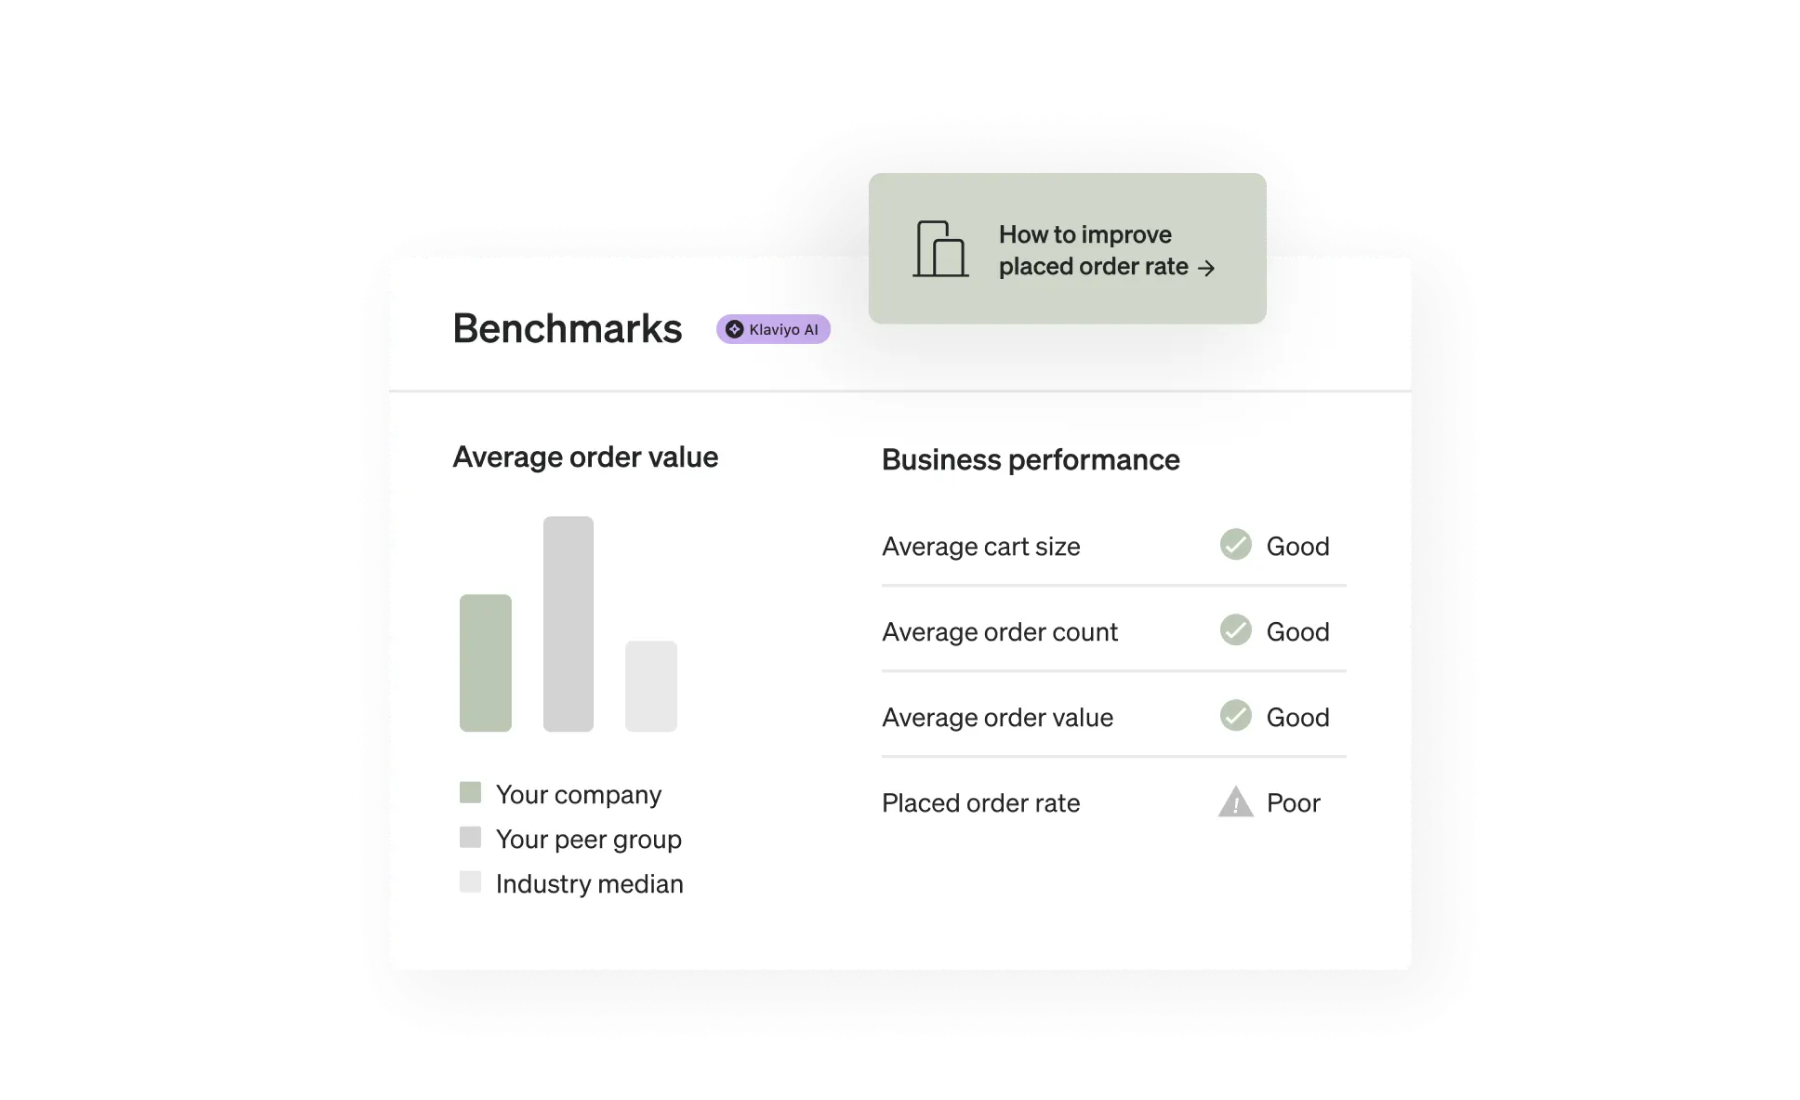 How to improve
placed order rate →
Benchmarks
Klaviyo AI
Average order value
Your company
Your peer group
Industry median
Business performance
Average cart size Good
Average order count Good
Average order value Good
Placed order rate Poor